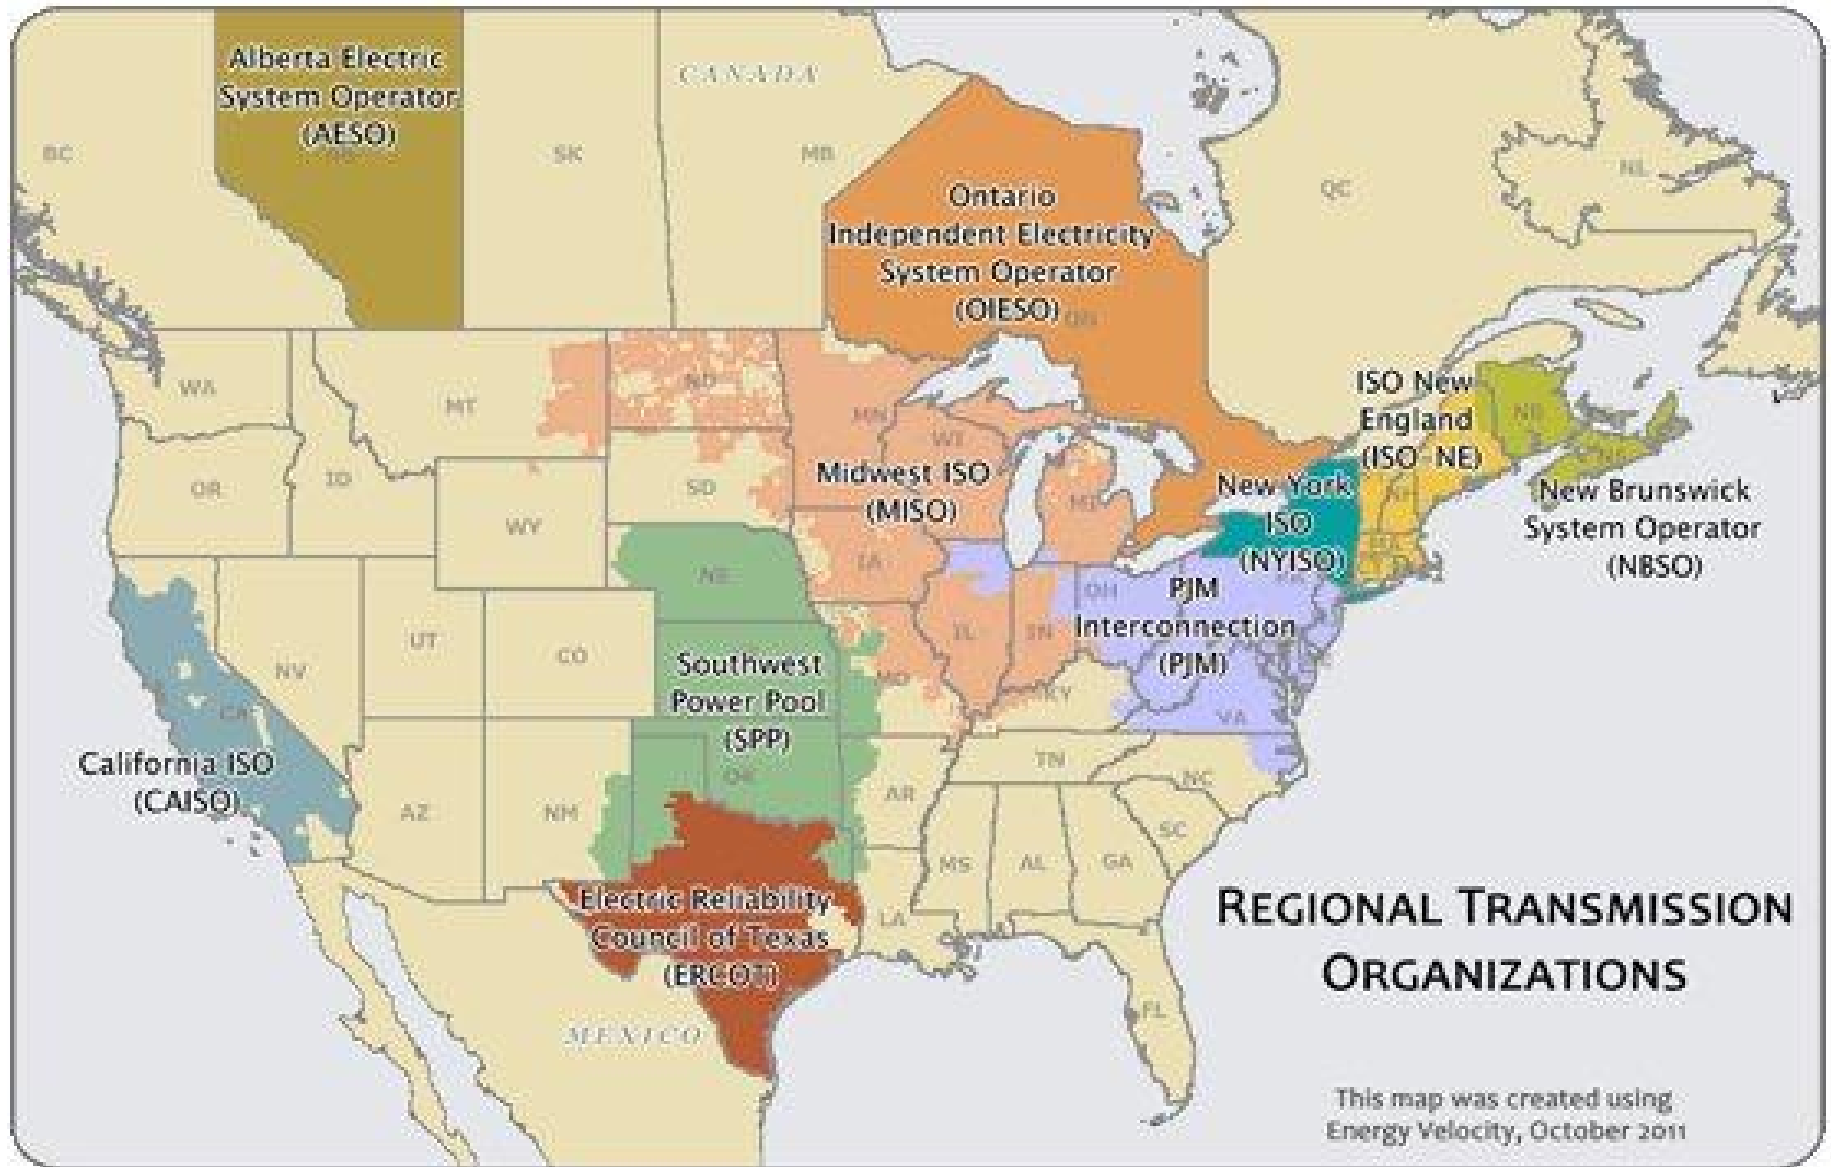 Alberta Electric
System Operator
(AESO)
CANADA
BC
SK
MB
QC
NL
Ontario
Independent Electricity
System Operator
(OIESO)
ON
WA
MT
ND
MN
WI
MI
OR
ID
WY
SD
IA
NE
Midwest ISO
(MISO)
New York
ISO
(NYISO)
ISO New
England
(ISO-NE)
NB
NS
NH
New Brunswick
System Operator
(NBSO)
PJM
Interconnection
(PJM)
OH
IL
IN
KY
VA
MO
NV
UT
CO
CA
California ISO
(CAISO)
Southwest
Power Pool
(SPP)
OK
AZ
NM
AR
TN
NC
SC
MS
AL
GA
LA
FL
Electric Reliability
Council of Texas
(ERCOT)
MEXICO
REGIONAL TRANSMISSION
ORGANIZATIONS
This map was created using
Energy Velocity, October 2011